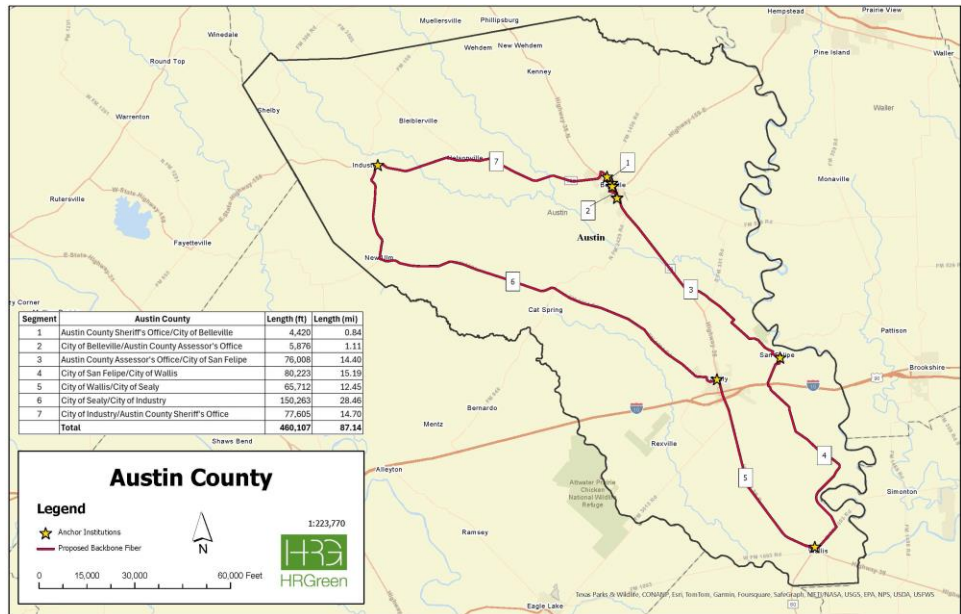 Prairie View
Hempstead
Muellersville
Phillipsburg
Winedale
Wehdem
New Wehdem
Pine Island
Waller
Round Top
Kenney
Shelby
Warrenton
Waller
Bleiblerville
Nelsonville
7
1
Industry
Monaville
Rutersville
2
Austin
Austin
Fayetteville
New Ulm
6
3
Cat Spring
Pattison
San Felipe
Brookshire
Bernardo
Mentz
Rexville
4
Simonton
5
Shaws Bend
Alleyton
Attwater Prairie
Chicken
National Wildlife
Refuge
Ramsey
Eagle Lake
Segment Austin County Length (ft) Length (mi)
1 Austin County Sheriff's Office/City of Belleville 4,420 0.84
2 City of Belleville/Austin County Assessor's Office 5,876 1.11
3 Austin County Assessor's Office/City of San Felipe 76,008 14.40
4 City of San Felipe/City of Wallis 80,223 15.19
5 City of Wallis/City of Sealy 65,712 12.45
6 City of Sealy/City of Industry 150,263 28.46
7 City of Industry/Austin County Sheriff's Office 77,605 14.70
Total 460,107 87.14
Austin County
Legend
Anchor Institutions
Proposed Backbone Fiber
N
1:223,770
HRG
HRGreen
0 15,000 30,000 60,000 Feet
Texas Parks & Wildlife, CONANP, Esri, TomTom, Garmin, Foursquare, SafeGraph, METI/NASA, USGS, EPA, NPS, USDA, USFWS